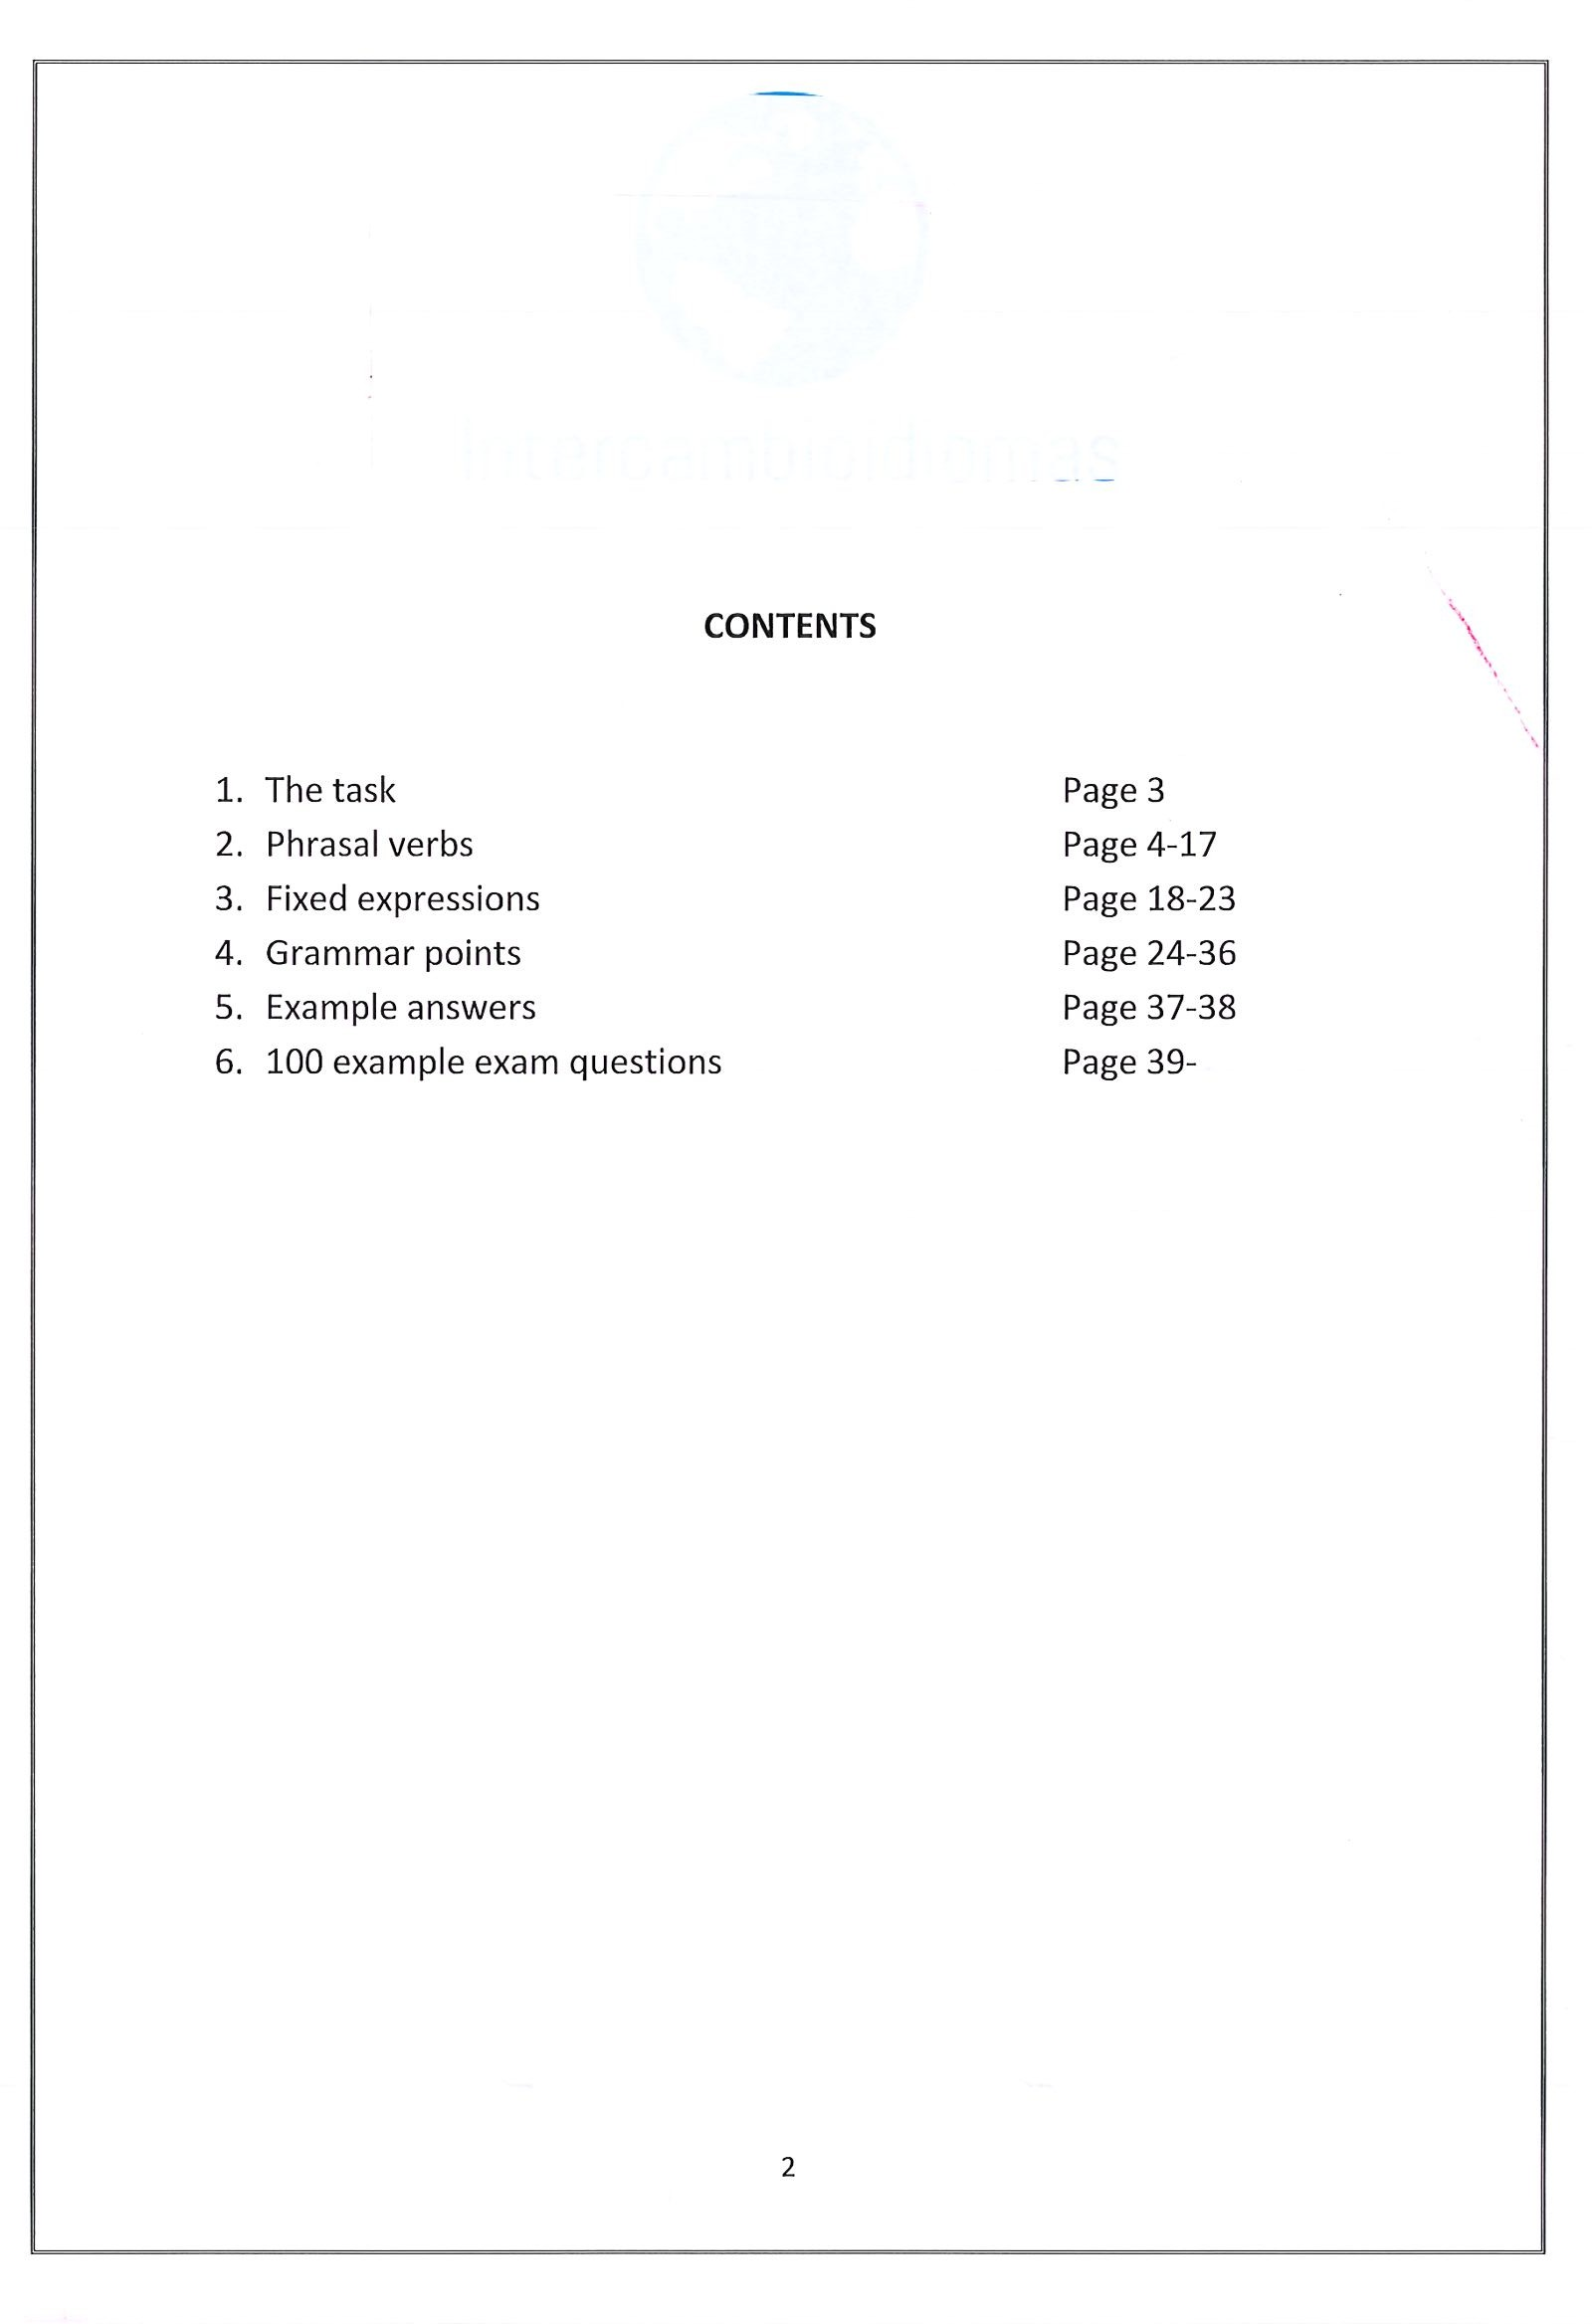 Intercambioidiomas
CONTENTS
1. The task Page 3
2. Phrasal verbs Page 4-17
3. Fixed expressions Page 18-23
4. Grammar points Page 24-36
5. Example answers Page 37-38
6. 100 example exam questions Page 39-
2